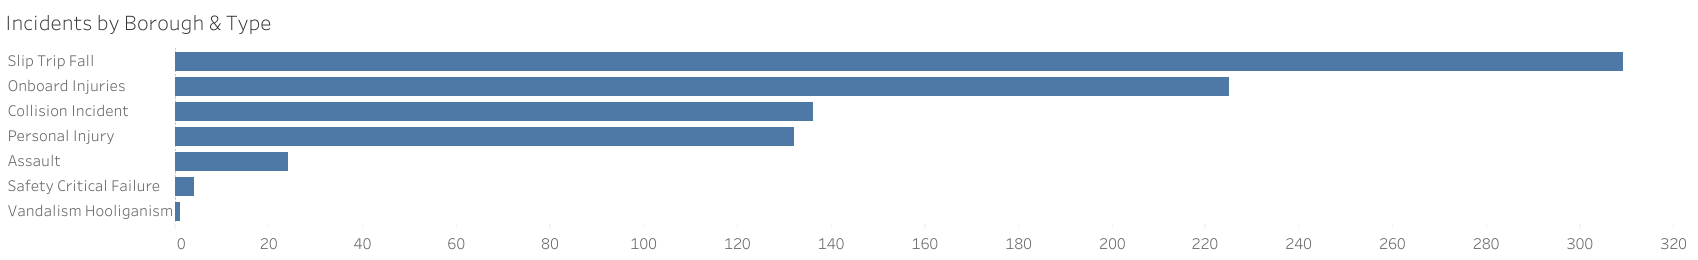 Incidents by Borough & Type
Slip Trip Fall
Onboard Injuries
Collision Incident
Personal Injury
Assault
Safety Critical Failure
Vandalism Hooliganism
0 20 40 60 80 100 120 140 160 180 200 220 240 260 280 300 320